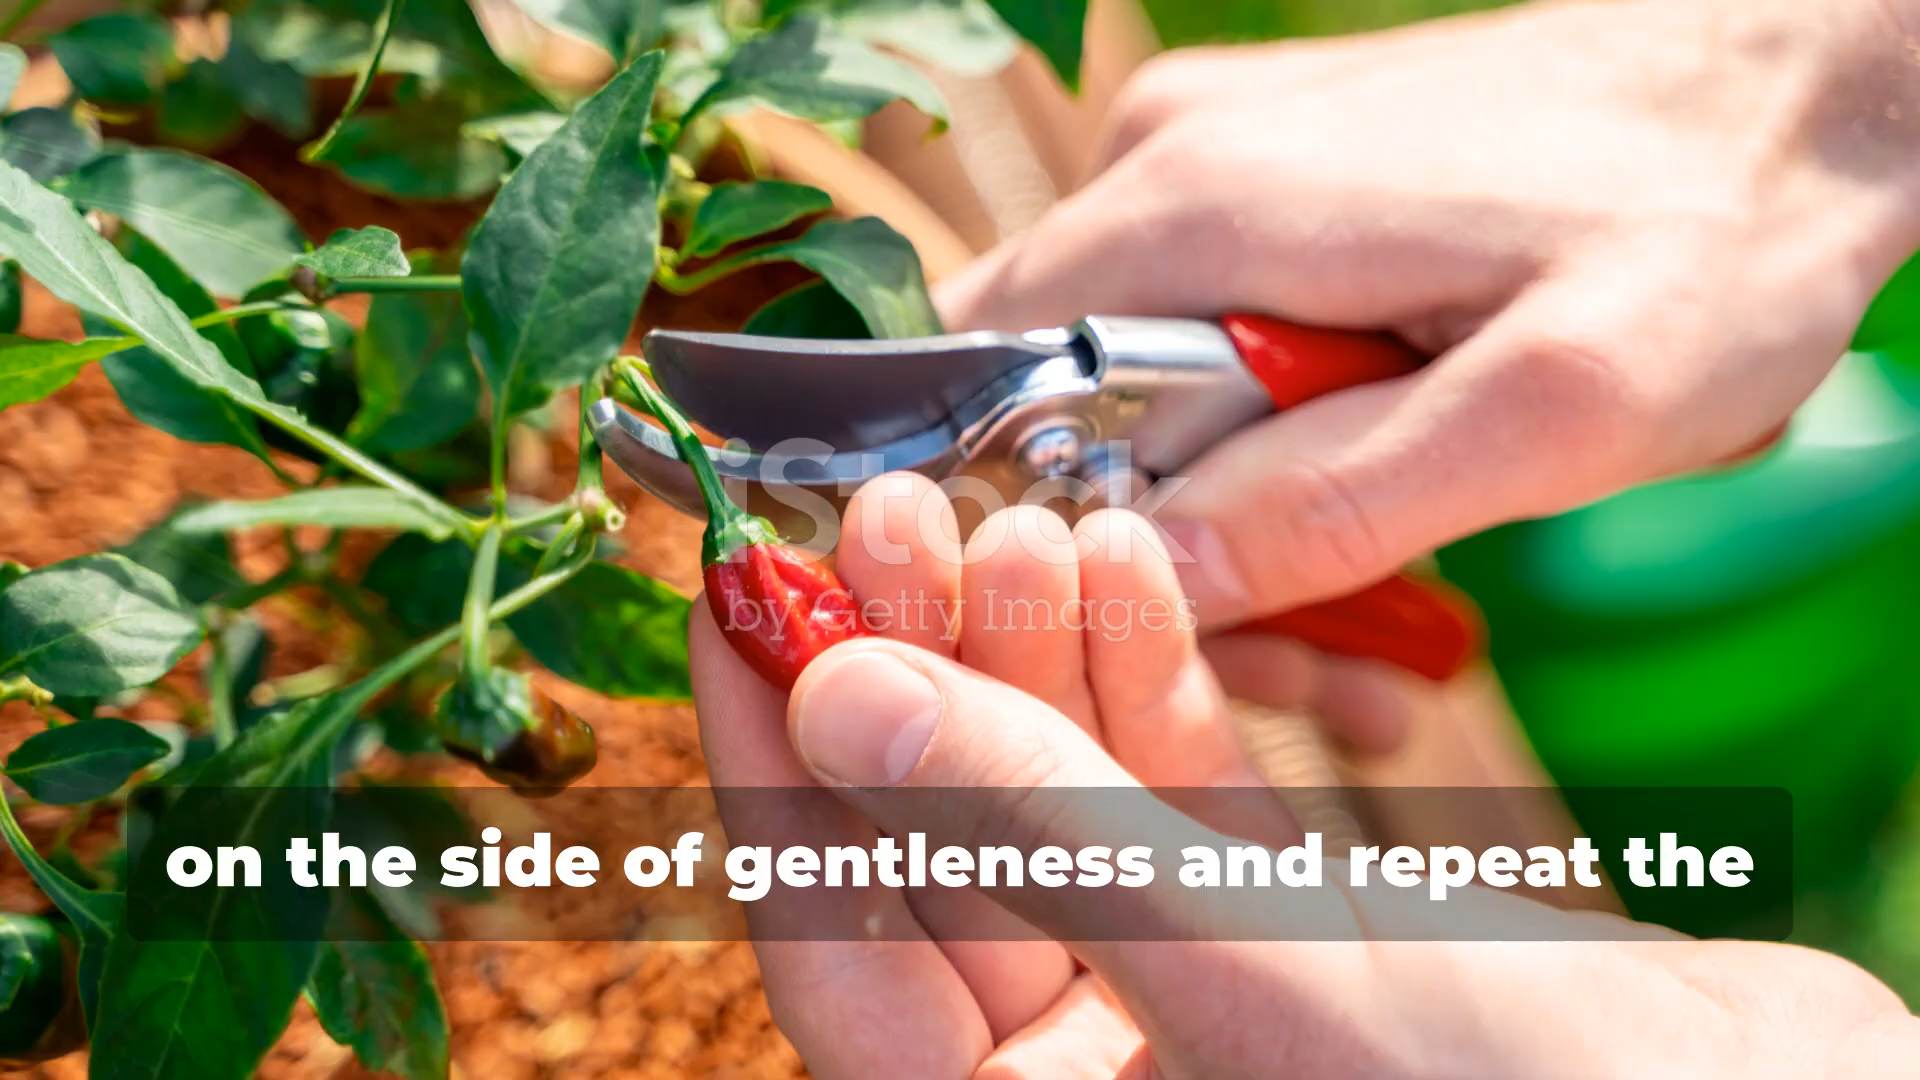 iStock
by Getty Images
on the side of gentleness and repeat the